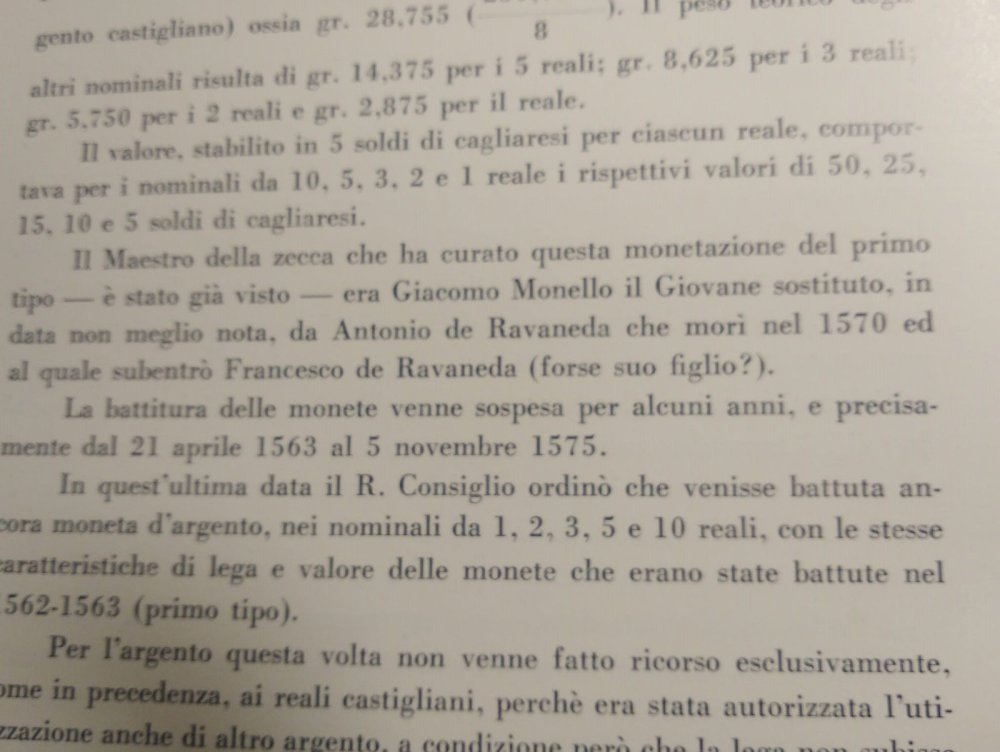 gento castigliano) ossia gr. 28,755 ( 8 ). Il peso teorico
altri nominali risulta di gr. 14,375 per i 5 reali; gr. 8,625 per i 3 reali;
gr. 5,750 per i 2 reali e gr. 2,875 per il reale.
Il valore, stabilito in 5 soldi di cagliaresi per ciascun reale, compor-
tava per i nominali da 10, 5, 3, 2 e 1 reale i rispettivi valori di 50, 25,
15, 10 e 5 soldi di cagliaresi.
Il Maestro della zecca che ha curato questa monetazione del primo
tipo — è stato già visto — era Giacomo Monello il Giovane sostituto, in
data non meglio nota, da Antonio de Ravaneda che morì nel 1570 ed
al quale subentrò Francesco de Ravaneda (forse suo figlio?).
La battitura delle monete venne sospesa per alcuni anni, e precisa-
mente dal 21 aprile 1563 al 5 novembre 1575.
In quest'ultima data il R. Consiglio ordinò che venisse battuta an-
cora moneta d'argento, nei nominali da 1, 2, 3, 5 e 10 reali, con le stesse
aratteristiche di lega e valore delle monete che erano state battute nel
562-1563 (primo tipo).
Per l'argento questa volta non venne fatto ricorso esclusivamente,
ome in precedenza, ai reali castigliani, perchè era stata autorizzata l'uti-
zzazione anche di altro argento, a condizione però che la lega non